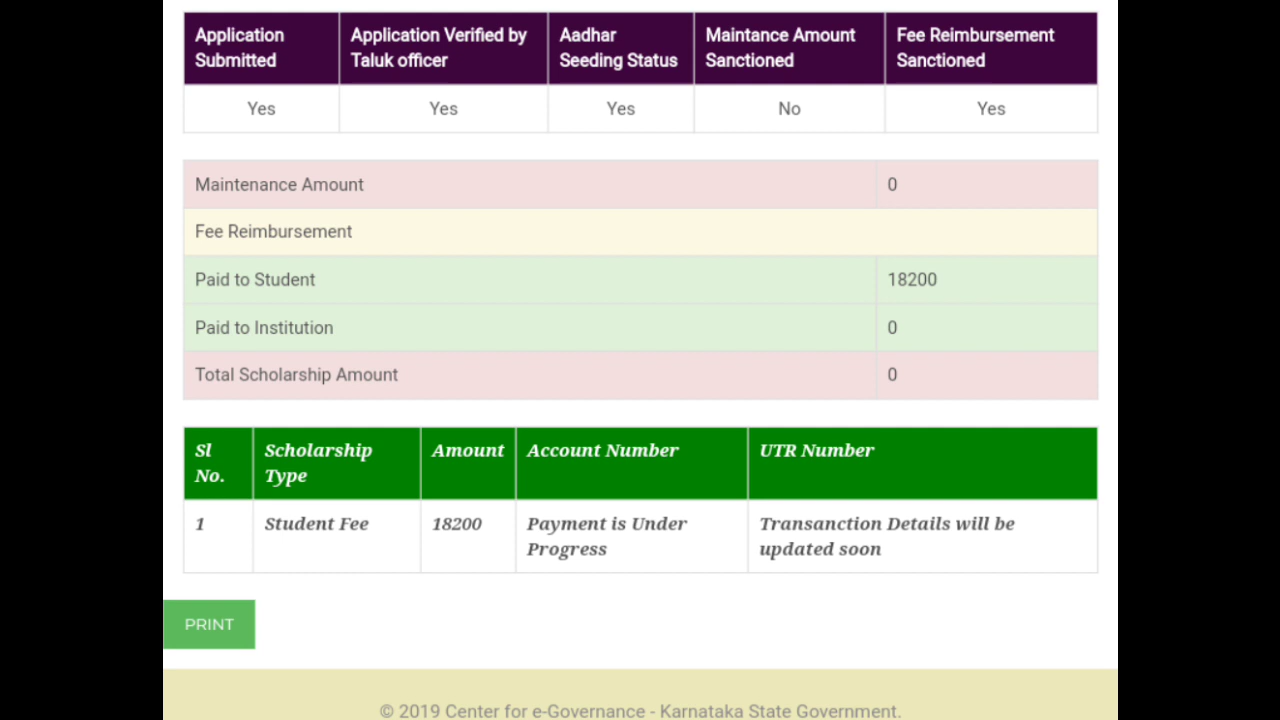 Application Submitted
Application Verified by Taluk officer
Aadhar Seeding Status
Maintance Amount Sanctioned
Fee Reimbursement Sanctioned
Yes Yes Yes No Yes
Maintenance Amount 0
Fee Reimbursement
Paid to Student 18200
Paid to Institution 0
Total Scholarship Amount 0
Sl No.
Scholarship Type
Amount
Account Number
UTR Number
1
Student Fee
18200
Payment is Under Progress
Transanction Details will be updated soon
PRINT
© 2019 Center for e-Governance - Karnataka State Government.